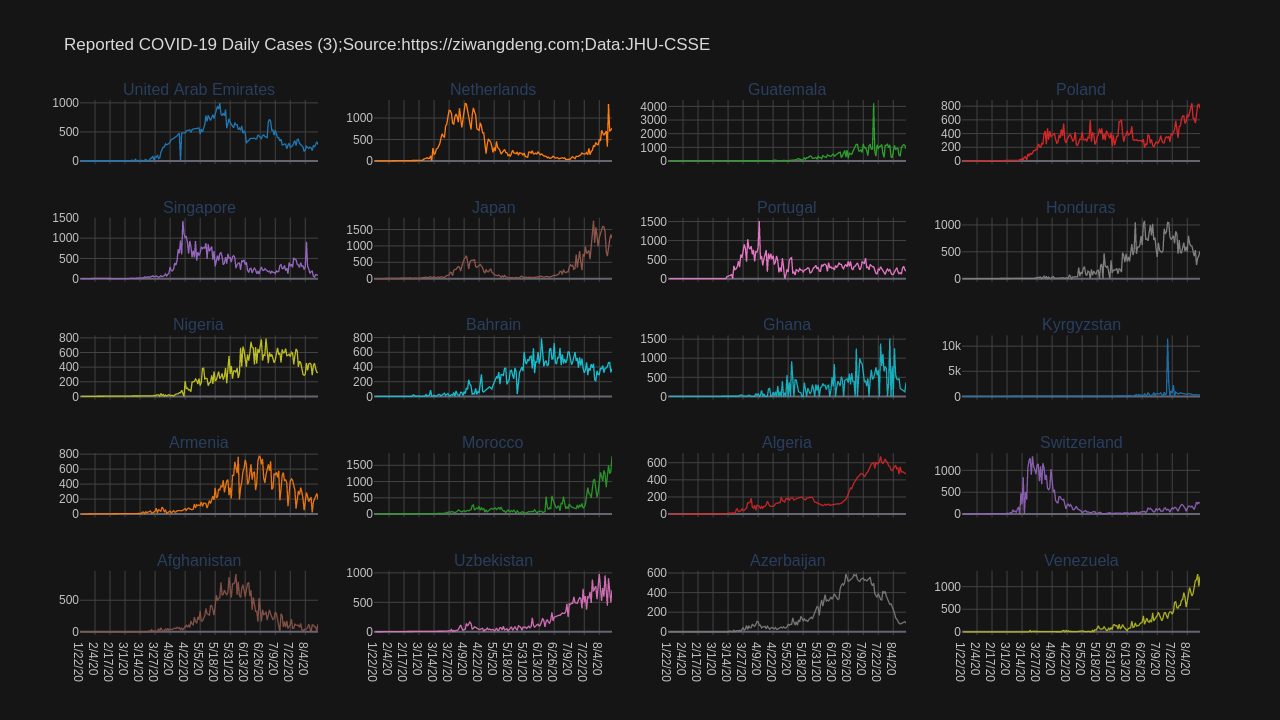 Reported COVID-19 Daily Cases (3);Source:https://ziwangdeng.com;Data:JHU-CSSE
United Arab Emirates
1000
500
0
Netherlands
1000
500
0
Guatemala
4000
3000
2000
1000
0
Poland
800
600
400
200
0
Singapore
1500
1000
500
0
Japan
1500
1000
500
0
Portugal
1500
1000
500
0
Honduras
1000
500
0
Nigeria
800
600
400
200
0
Bahrain
800
600
400
200
0
Ghana
1500
1000
500
0
Kyrgyzstan
10k
5k
0
Armenia
800
600
400
200
0
Morocco
1500
1000
500
0
Algeria
600
400
200
0
Switzerland
1000
500
0
Afghanistan
500
0
Uzbekistan
1000
500
0
Azerbaijan
600
400
200
0
Venezuela
1000
500
0
1/22/20 2/4/20 2/17/20 3/1/20 3/14/20 3/27/20 4/9/20 4/22/20 5/5/20 5/18/20 5/31/20 6/13/20 6/26/20 7/9/20 7/22/20 8/4/20
1/22/20 2/4/20 2/17/20 3/1/20 3/14/20 3/27/20 4/9/20 4/22/20 5/5/20 5/18/20 5/31/20 6/13/20 6/26/20 7/9/20 7/22/20 8/4/20
1/22/20 2/4/20 2/17/20 3/1/20 3/14/20 3/27/20 4/9/20 4/22/20 5/5/20 5/18/20 5/31/20 6/13/20 6/26/20 7/9/20 7/22/20 8/4/20
1/22/20 2/4/20 2/17/20 3/1/20 3/14/20 3/27/20 4/9/20 4/22/20 5/5/20 5/18/20 5/31/20 6/13/20 6/26/20 7/9/20 7/22/20 8/4/20